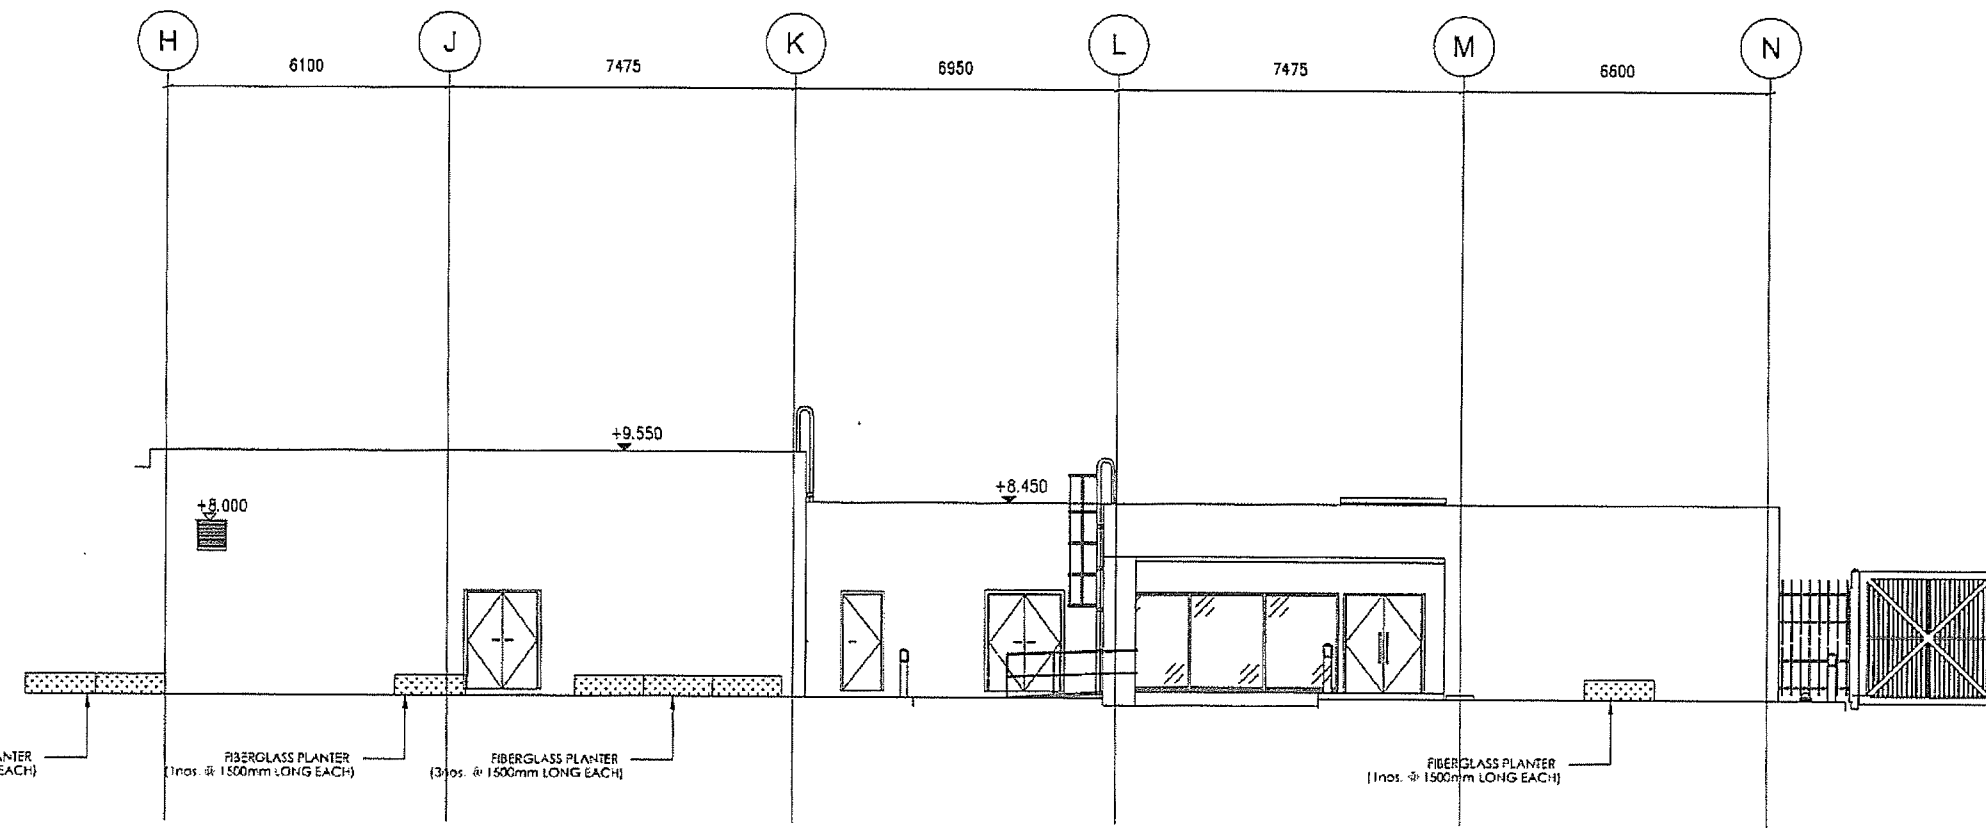 H J K L M N
6100 7475 6950 7475 6600
+9.550
+8.450
+8.000
FIBERGLASS PLANTER
(1nos. @ 1500mm LONG EACH)
FIBERGLASS PLANTER
(3nos. @ 1500mm LONG EACH)
FIBERGLASS PLANTER
(1nos. @ 1500mm LONG EACH)
EACH)